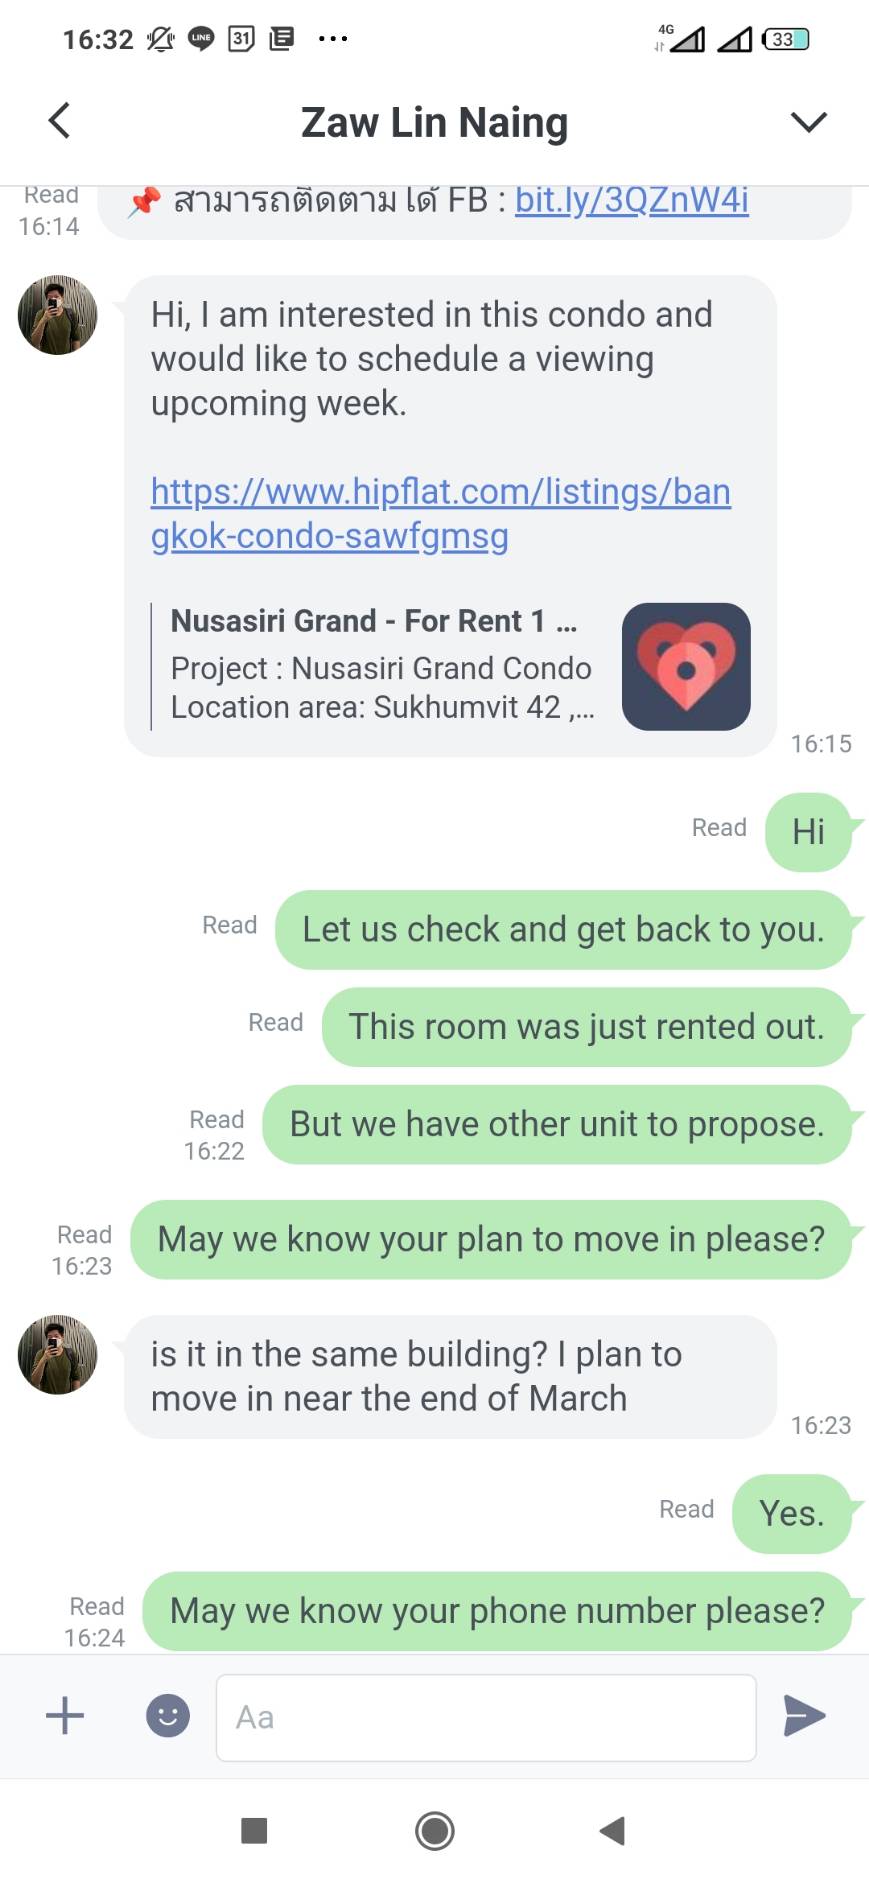 16:32
LINE
31
4G
33
Zaw Lin Naing
Read
16:14
📌 สามารถติดตามได้ FB : bit.ly/3QZnW4i
Hi, I am interested in this condo and
would like to schedule a viewing
upcoming week.
https://www.hipflat.com/listings/ban
gkok-condo-sawfgmsg
Nusasiri Grand - For Rent 1 ...
Project : Nusasiri Grand Condo
Location area: Sukhumvit 42 ,...
16:15
Read
Hi
Read
Let us check and get back to you.
Read
This room was just rented out.
Read
16:22
But we have other unit to propose.
Read
16:23
May we know your plan to move in please?
is it in the same building? I plan to
move in near the end of March
16:23
Read
Yes.
Read
16:24
May we know your phone number please?
Aa